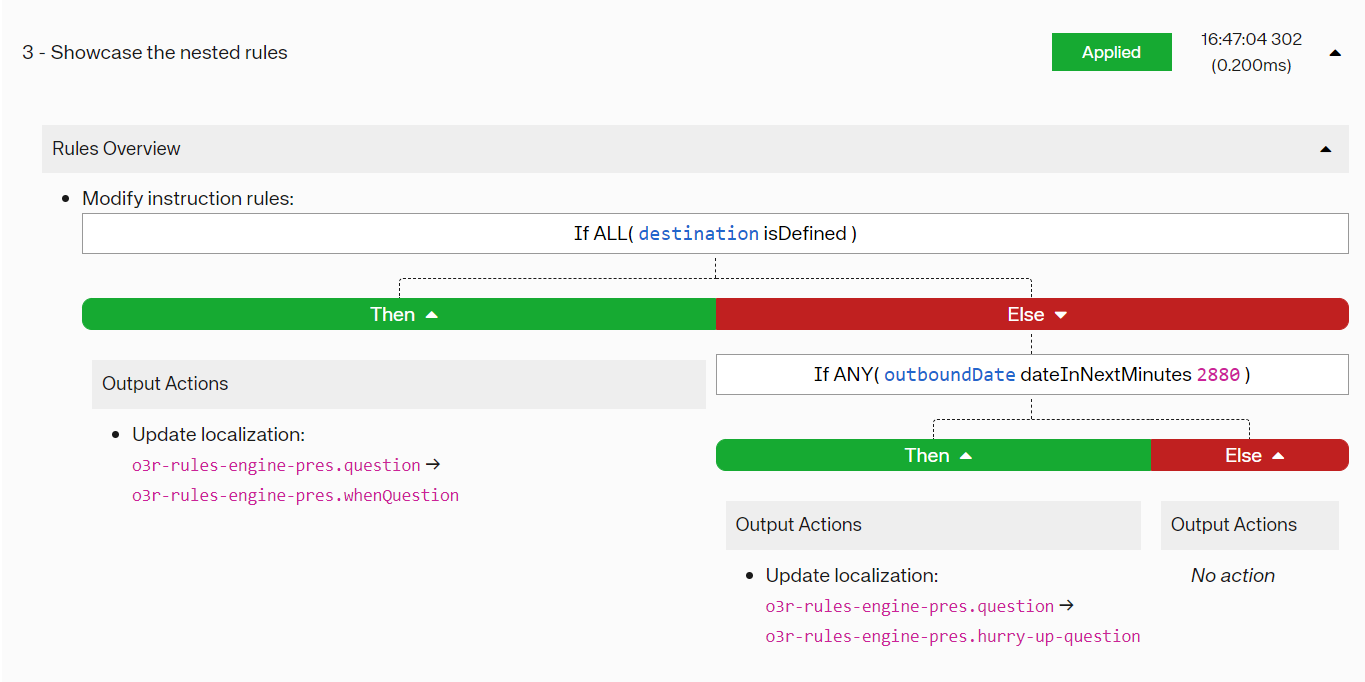 3 - Showcase the nested rules
Applied
16:47:04 302
(0.200ms)
Rules Overview
Modify instruction rules:
If ALL( destination isDefined )
Then
Else
Output Actions
Update localization:
o3r-rules-engine-pres.question →
o3r-rules-engine-pres.whenQuestion
If ANY( outboundDate dateInNextMinutes 2880 )
Then
Else
Output Actions
Update localization:
o3r-rules-engine-pres.question →
o3r-rules-engine-pres.hurry-up-question
Output Actions
No action